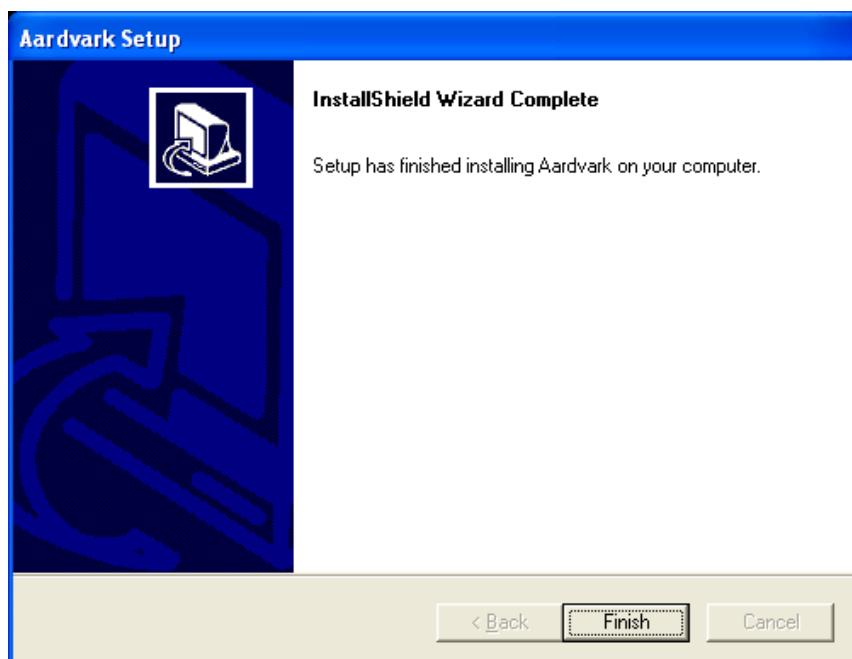 Aardvark Setup
InstallShield Wizard Complete
Setup has finished installing Aardvark on your computer.
< Back Finish Cancel